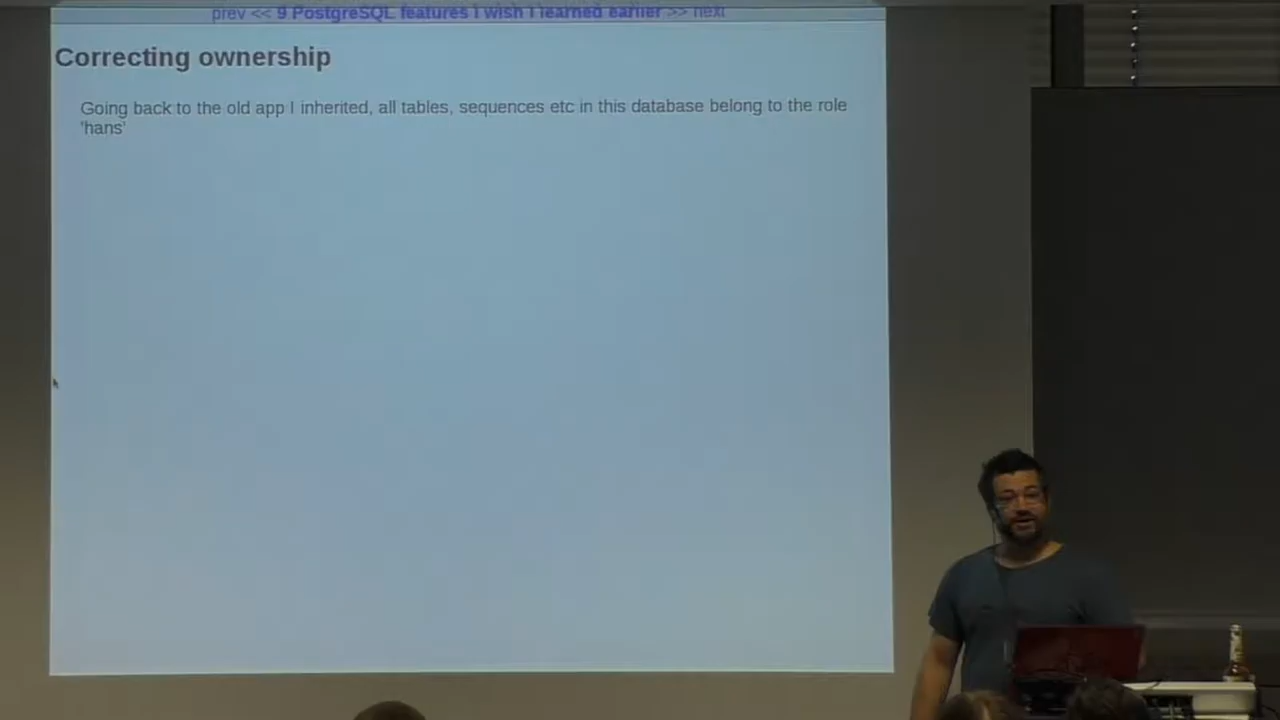 prev << 9 PostgreSQL features I wish I learned earlier >> next
Correcting ownership
Going back to the old app I inherited, all tables, sequences etc in this database belong to the role
'hans'